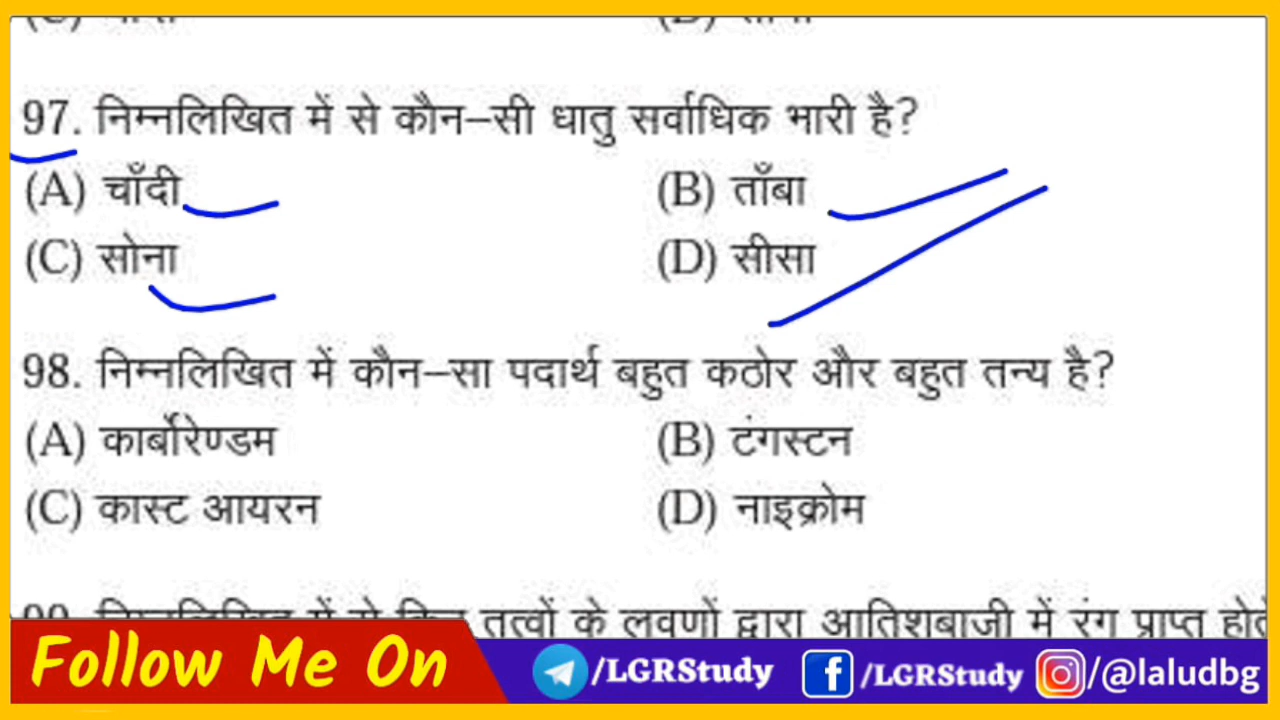 97. निम्नलिखित में से कौन–सी धातु सर्वाधिक भारी है?
(A) चाँदी (B) ताँबा
(C) सोना (D) सीसा
98. निम्नलिखित में कौन–सा पदार्थ बहुत कठोर और बहुत तन्य है?
(A) कार्बोरेण्डम (B) टंगस्टन
(C) कास्ट आयरन (D) नाइक्रोम
तत्वों के लवणों द्वारा आतिशबाजी में रंग प्राप्त
Follow Me On /LGRStudy /LGRStudy /@laludbg